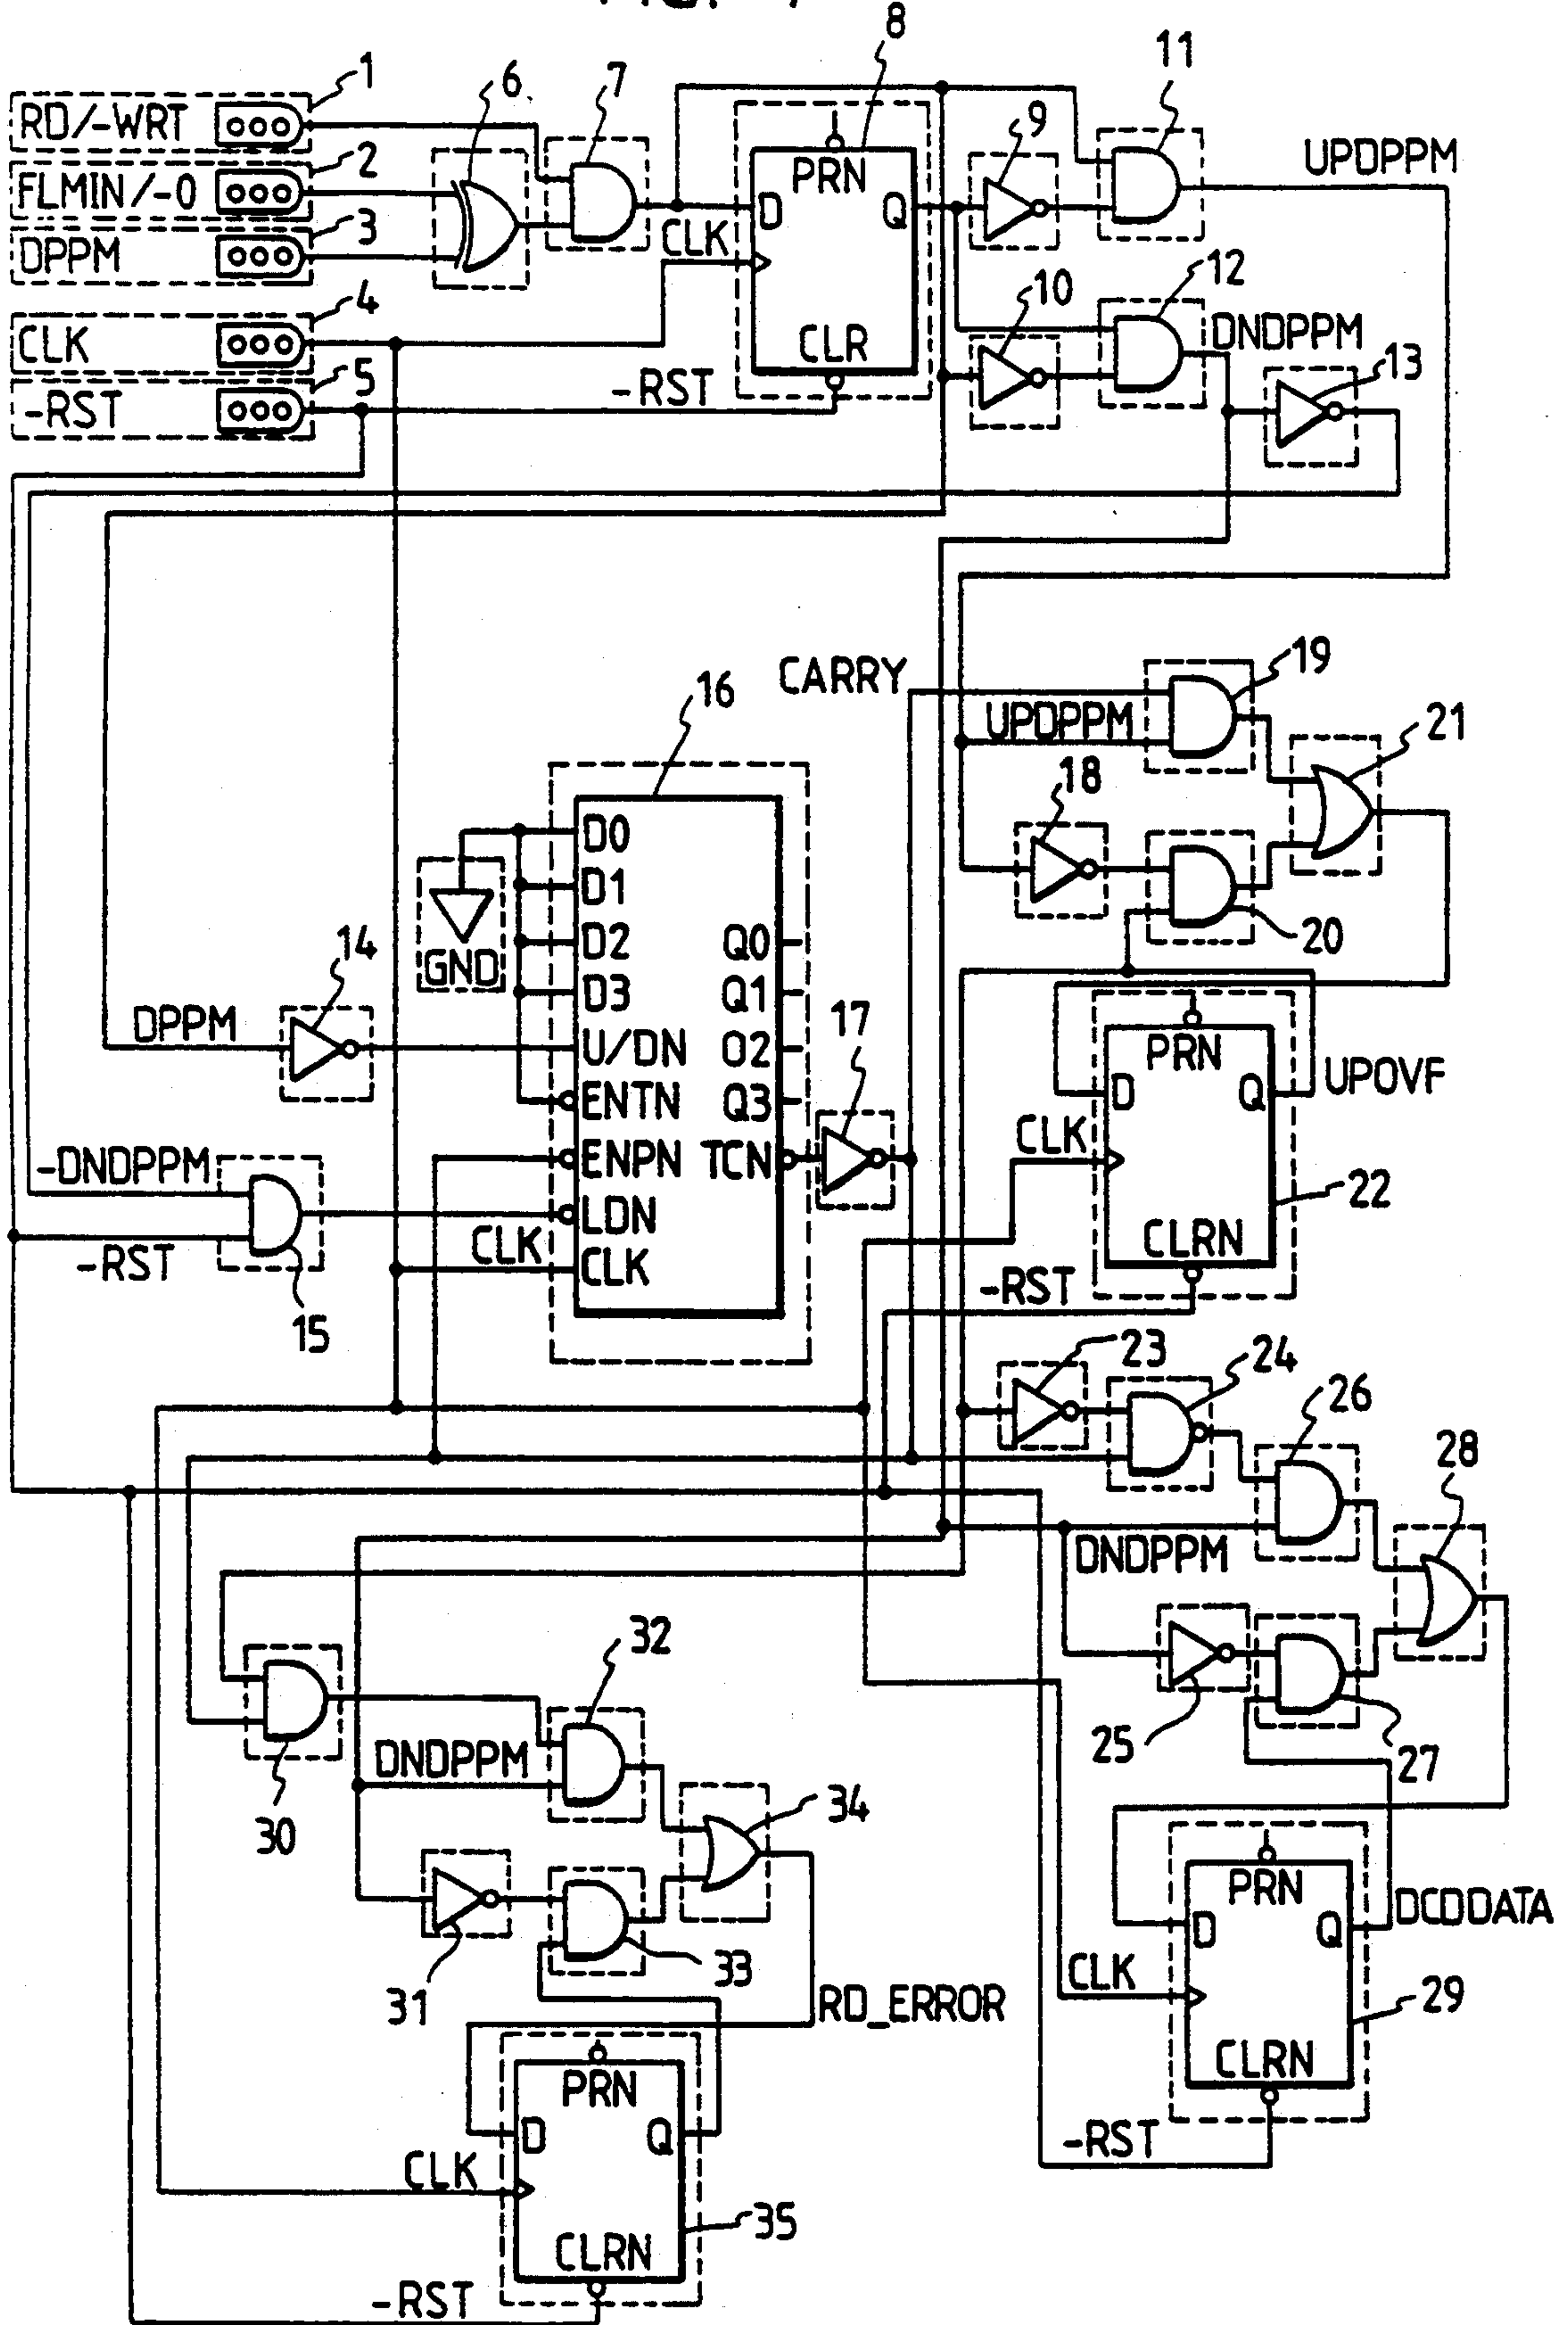 8
1
6
7
11
RD/-WRT
9
UPDPPM
2
PRN
FLMIN/-0
D
Q
3
CLK
DPPM
12
10
4
DNDPPM
CLK
CLR
13
5
-RST
-RST
19
CARRY
16
UPDPPM
21
18
D0
D1
14
D2
Q0
20
GND
D3
Q1
17
DPPM
U/DN
O2
PRN
UPOVF
ENTN
Q3
D
Q
CLK
-DNDPPM
ENPN
TCN
22
LDN
CLK
CLRN
-RST
CLK
-RST
15
23
24
26
28
DNDPPM
32
25
27
DNDPPM
30
34
PRN
DCDDATA
D
Q
33
CLK
31
RD_ERROR
29
CLRN
PRN
D
Q
-RST
CLK
35
CLRN
-RST